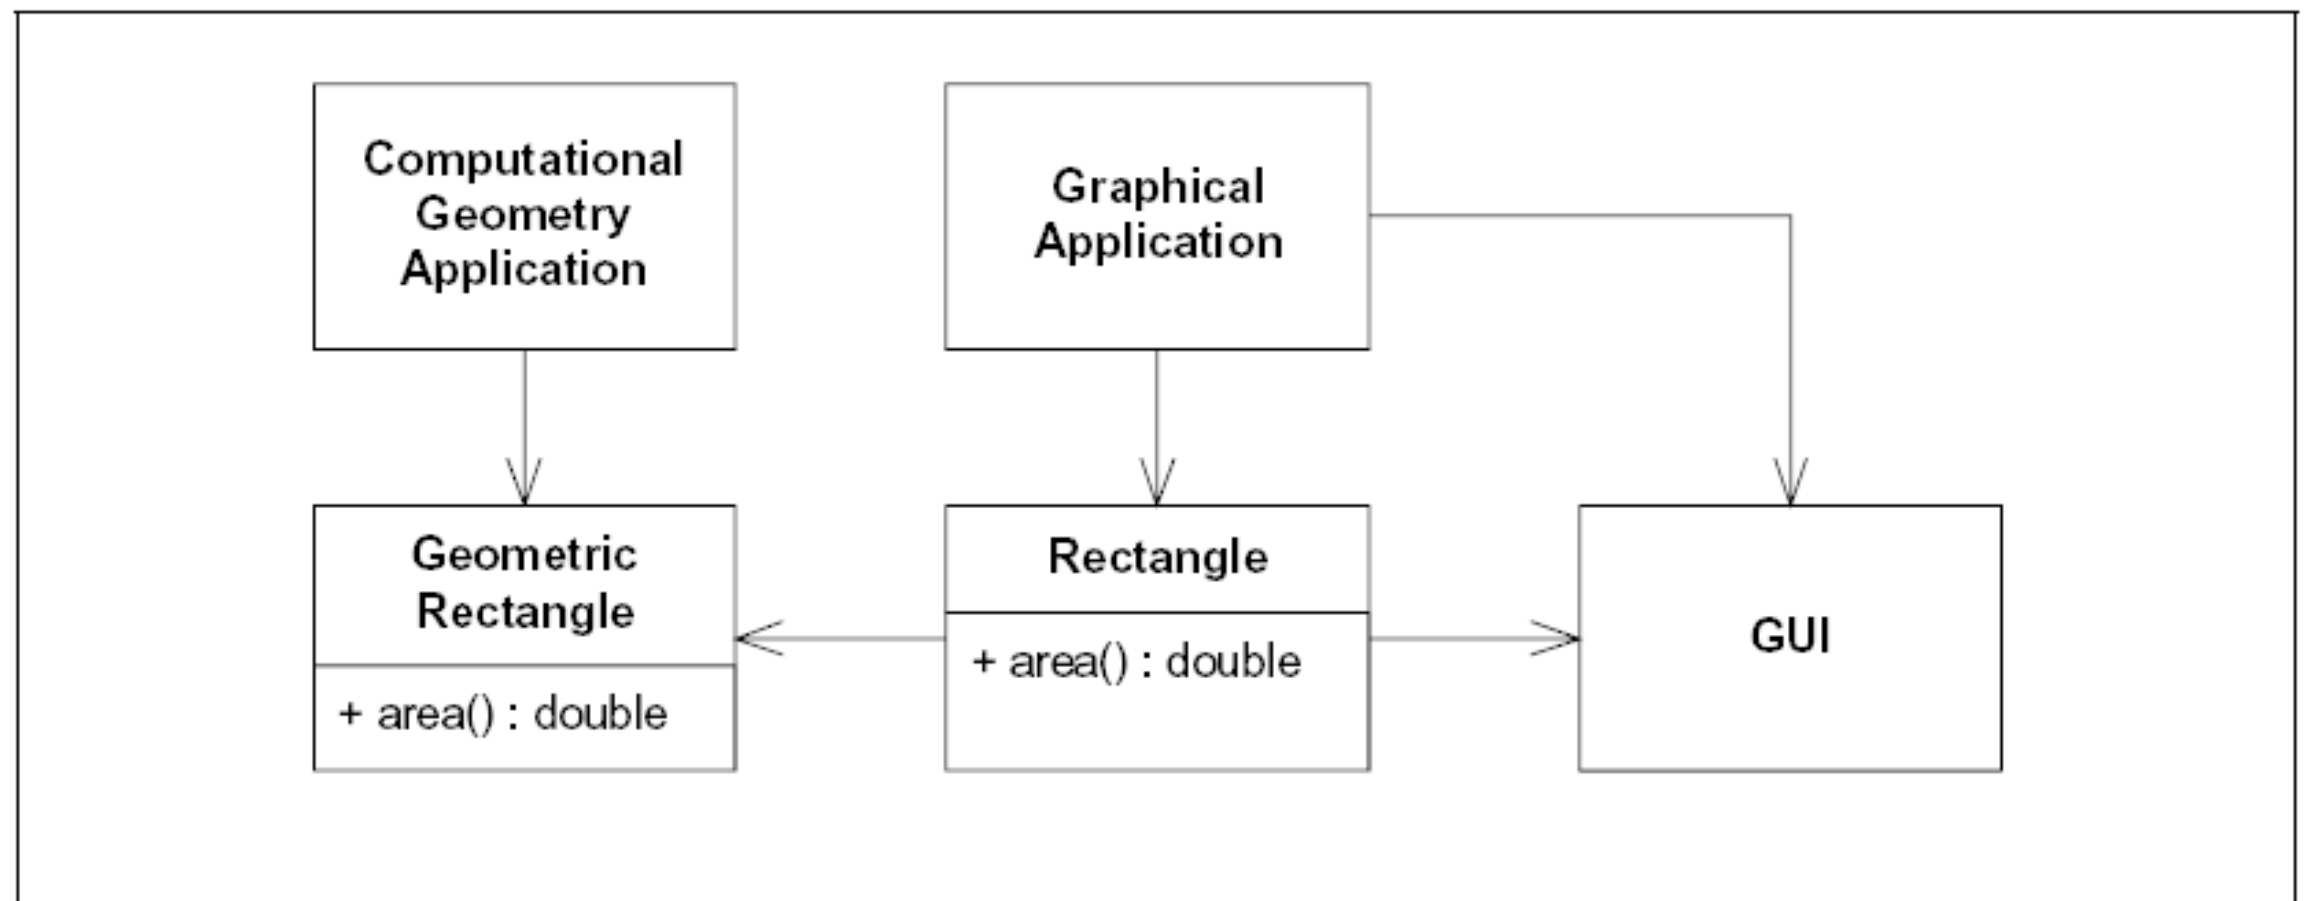 Computational
Geometry
Application
Graphical
Application
Geometric
Rectangle
+ area() : double
Rectangle
+ area() : double
GUI